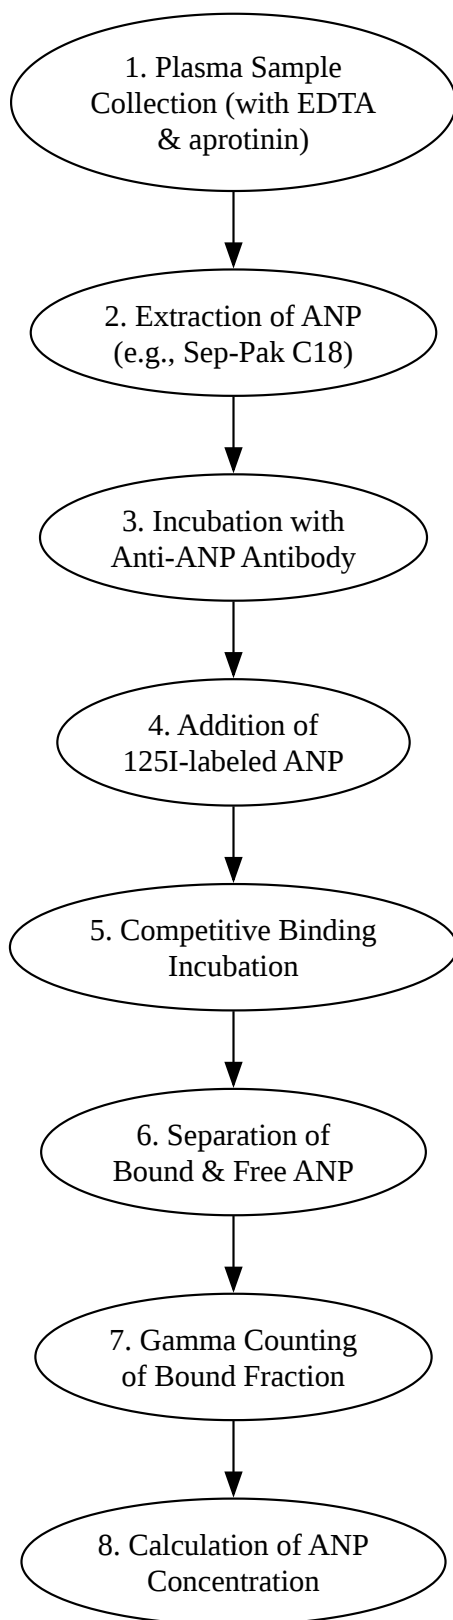 1. Plasma Sample
Collection (with EDTA
& aprotinin)
2. Extraction of ANP
(e.g., Sep-Pak C18)
3. Incubation with
Anti-ANP Antibody
4. Addition of
125I-labeled ANP
5. Competitive Binding
Incubation
6. Separation of
Bound & Free ANP
7. Gamma Counting
of Bound Fraction
8. Calculation of ANP
Concentration